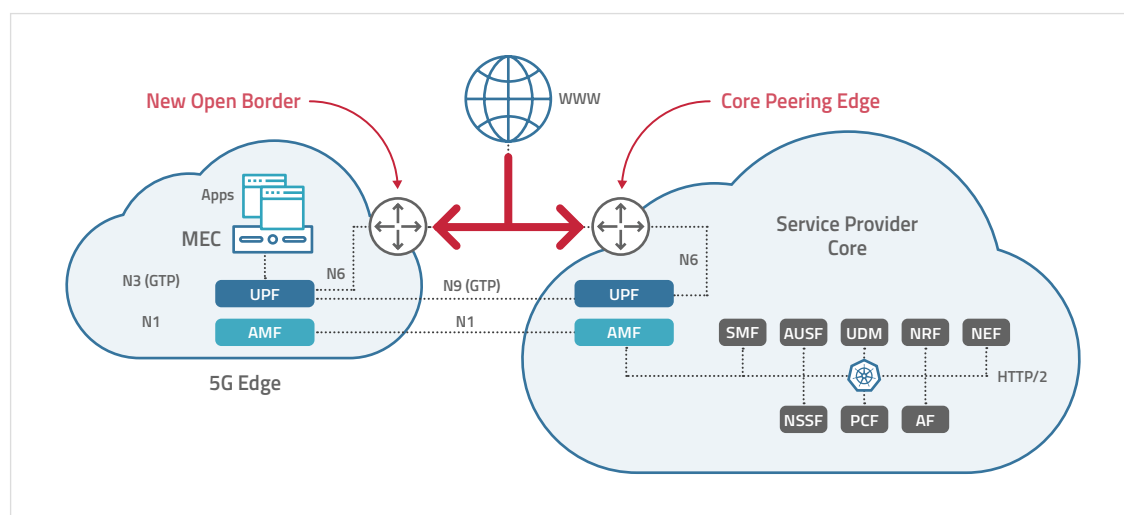 New Open Border
WWW
Core Peering Edge
Apps
MEC
Service Provider
Core
N3 (GTP)
N6
N9 (GTP)
N6
UPF
UPF
N1
AMF
N1
AMF
SMF
AUSF
UDM
NRF
NEF
5G Edge
HTTP/2
NSSF
PCF
AF